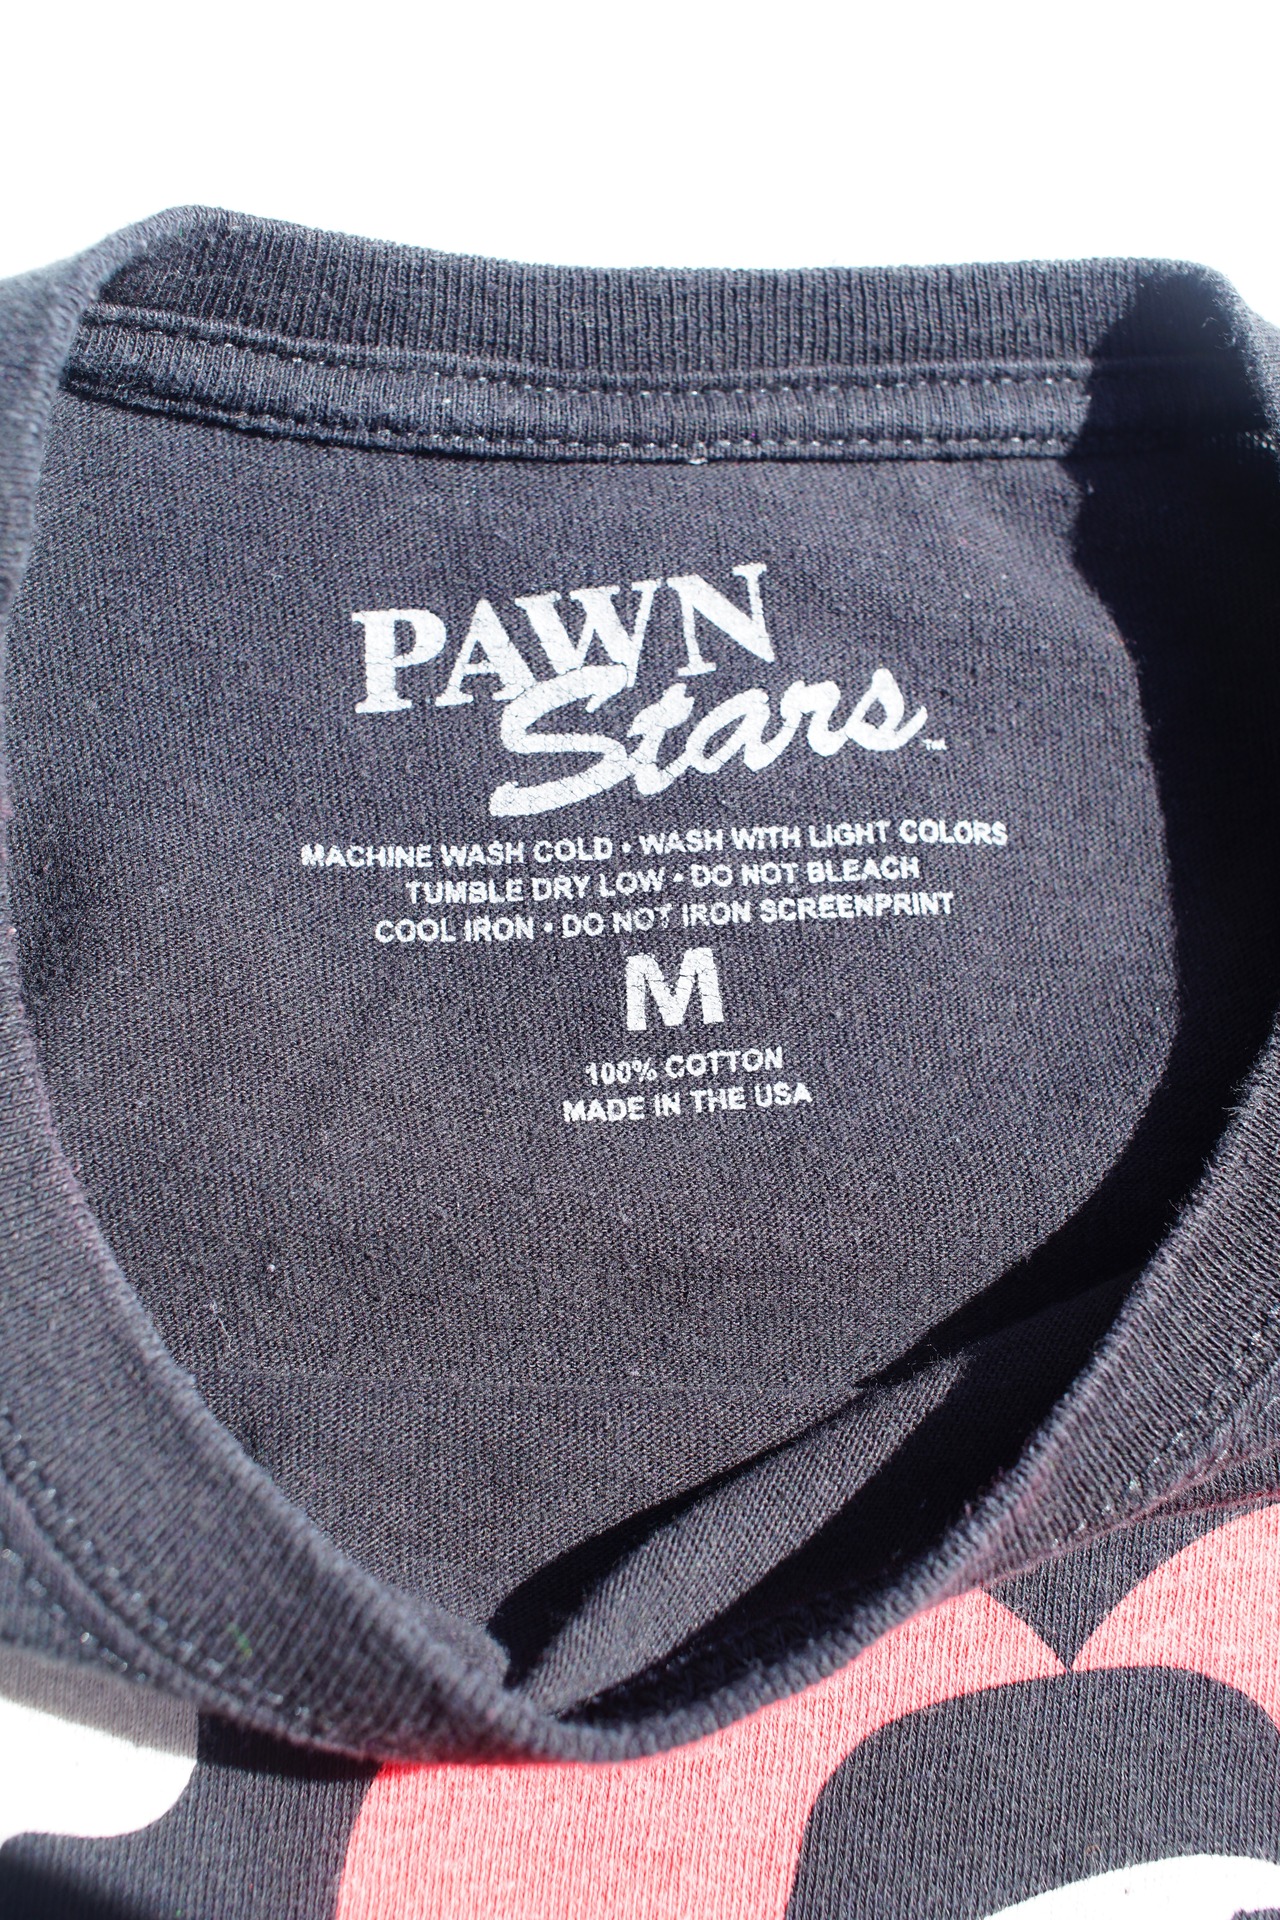 PAWN
Stars™
MACHINE WASH COLD • WASH WITH LIGHT COLORS
TUMBLE DRY LOW • DO NOT BLEACH
COOL IRON • DO NOT IRON SCREENPRINT
M
100% COTTON
MADE IN THE USA